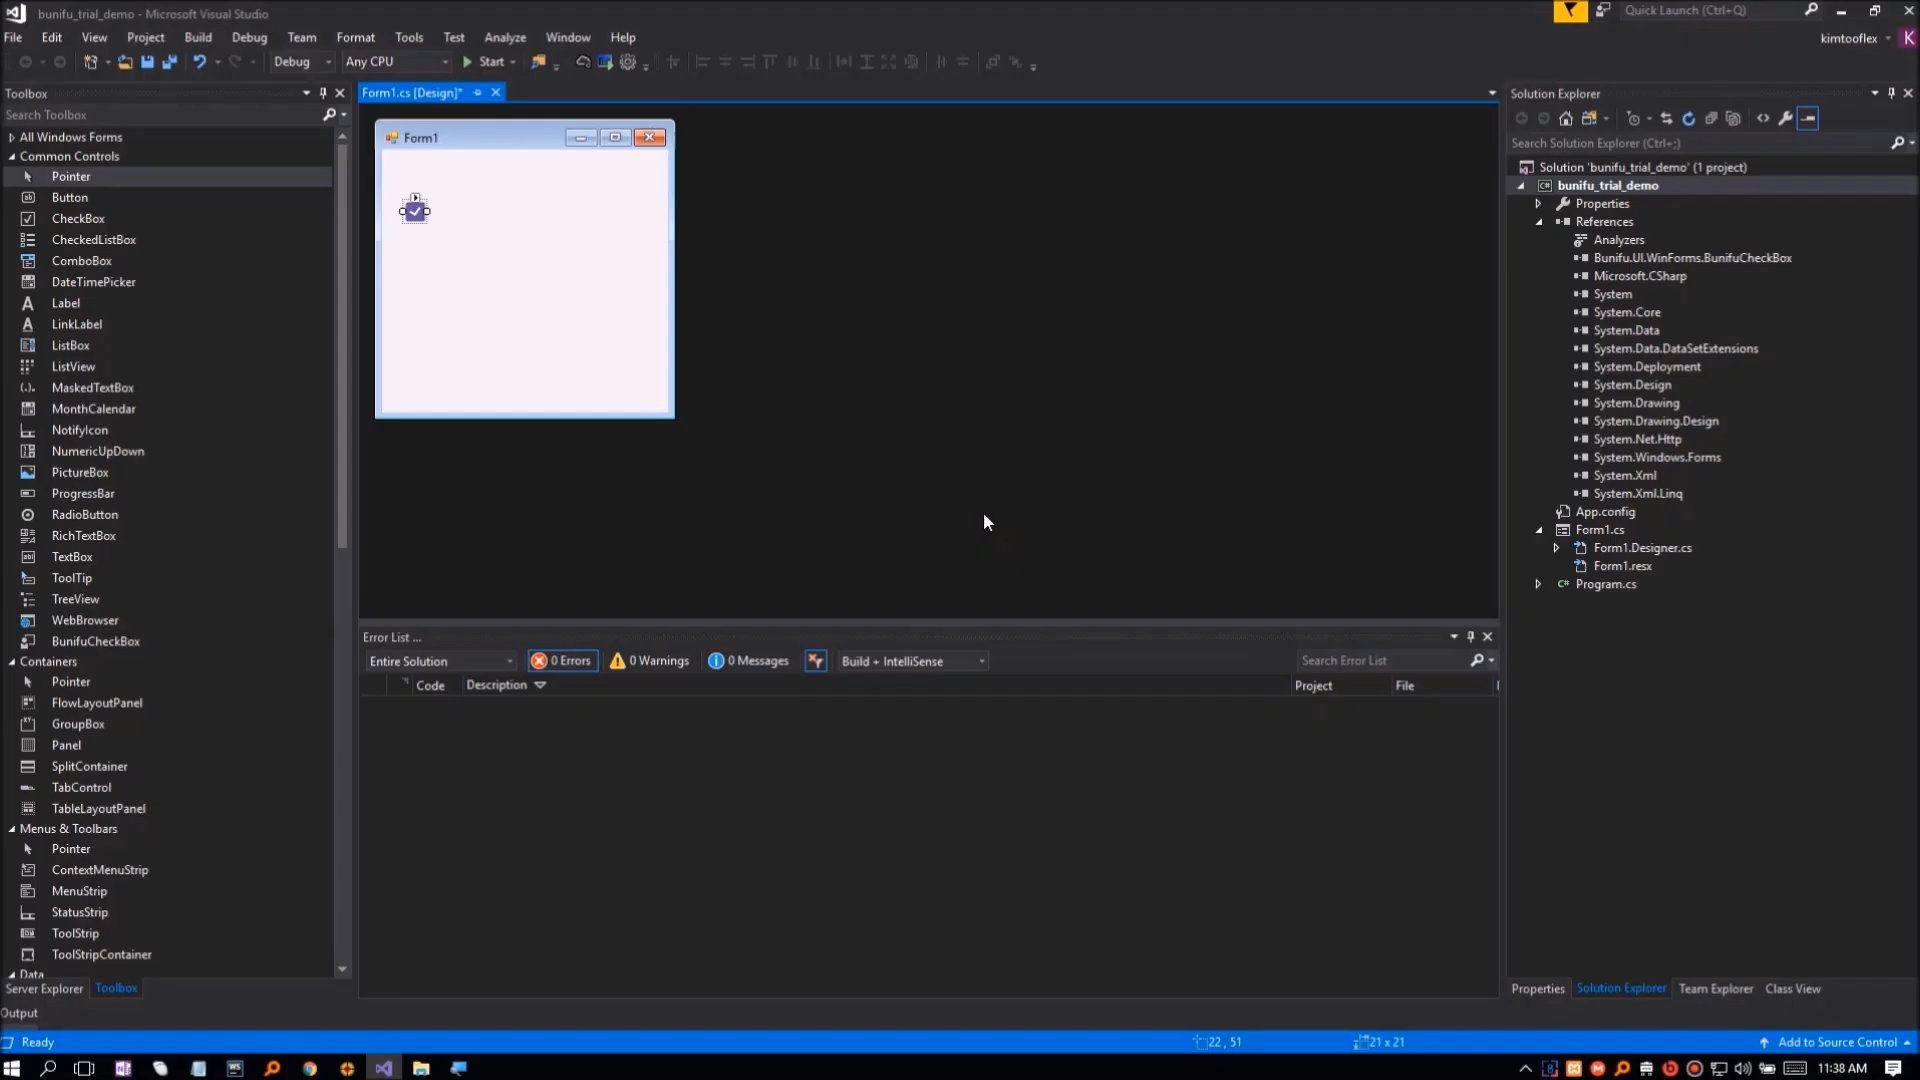 bunifu_trial_demo - Microsoft Visual Studio
Quick Launch (Ctrl+Q)
File Edit View Project Build Debug Team Format Tools Test Analyze Window Help
kimtooflex K
Debug Any CPU Start
Toolbox
Search Toolbox
All Windows Forms
Common Controls
Pointer
Button
CheckBox
CheckedListBox
ComboBox
DateTimePicker
Label
LinkLabel
ListBox
ListView
MaskedTextBox
MonthCalendar
NotifyIcon
NumericUpDown
PictureBox
ProgressBar
RadioButton
RichTextBox
TextBox
ToolTip
TreeView
WebBrowser
BunifuCheckBox
Containers
Pointer
FlowLayoutPanel
GroupBox
Panel
SplitContainer
TabControl
TableLayoutPanel
Menus & Toolbars
Pointer
ContextMenuStrip
MenuStrip
StatusStrip
ToolStrip
ToolStripContainer
Data
Server Explorer Toolbox
Output
Form1.cs [Design]*
Form1
Error List ...
Entire Solution 0 Errors 0 Warnings 0 Messages Build + IntelliSense Search Error List
Code Description Project File
Solution Explorer
Search Solution Explorer (Ctrl+;)
Solution 'bunifu_trial_demo' (1 project)
bunifu_trial_demo
Properties
References
Analyzers
Bunifu.UI.WinForms.BunifuCheckBox
Microsoft.CSharp
System
System.Core
System.Data
System.Data.DataSetExtensions
System.Deployment
System.Design
System.Drawing
System.Drawing.Design
System.Net.Http
System.Windows.Forms
System.Xml
System.Xml.Linq
App.config
Form1.cs
Form1.Designer.cs
Form1.resx
Program.cs
Properties Solution Explorer Team Explorer Class View
Ready 22 , 51 21 x 21 Add to Source Control
11:38 AM